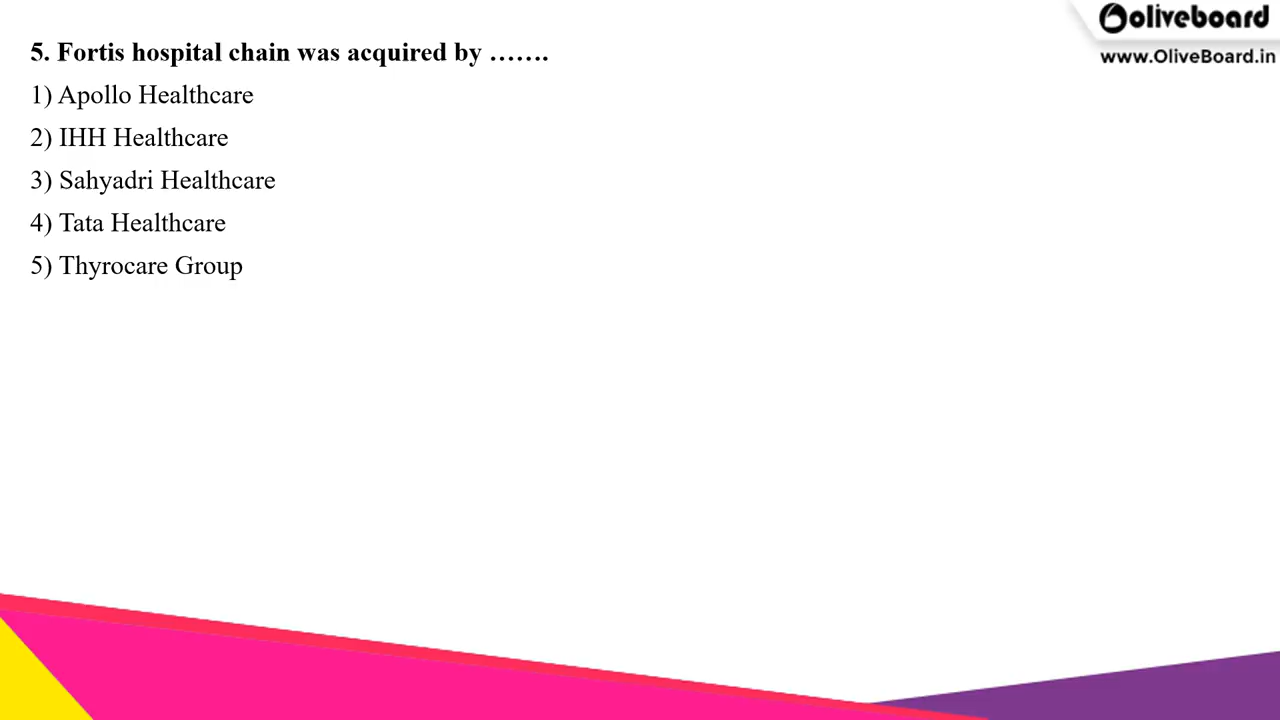 oliveboard
www.OliveBoard.in
5. Fortis hospital chain was acquired by …….
1) Apollo Healthcare
2) IHH Healthcare
3) Sahyadri Healthcare
4) Tata Healthcare
5) Thyrocare Group